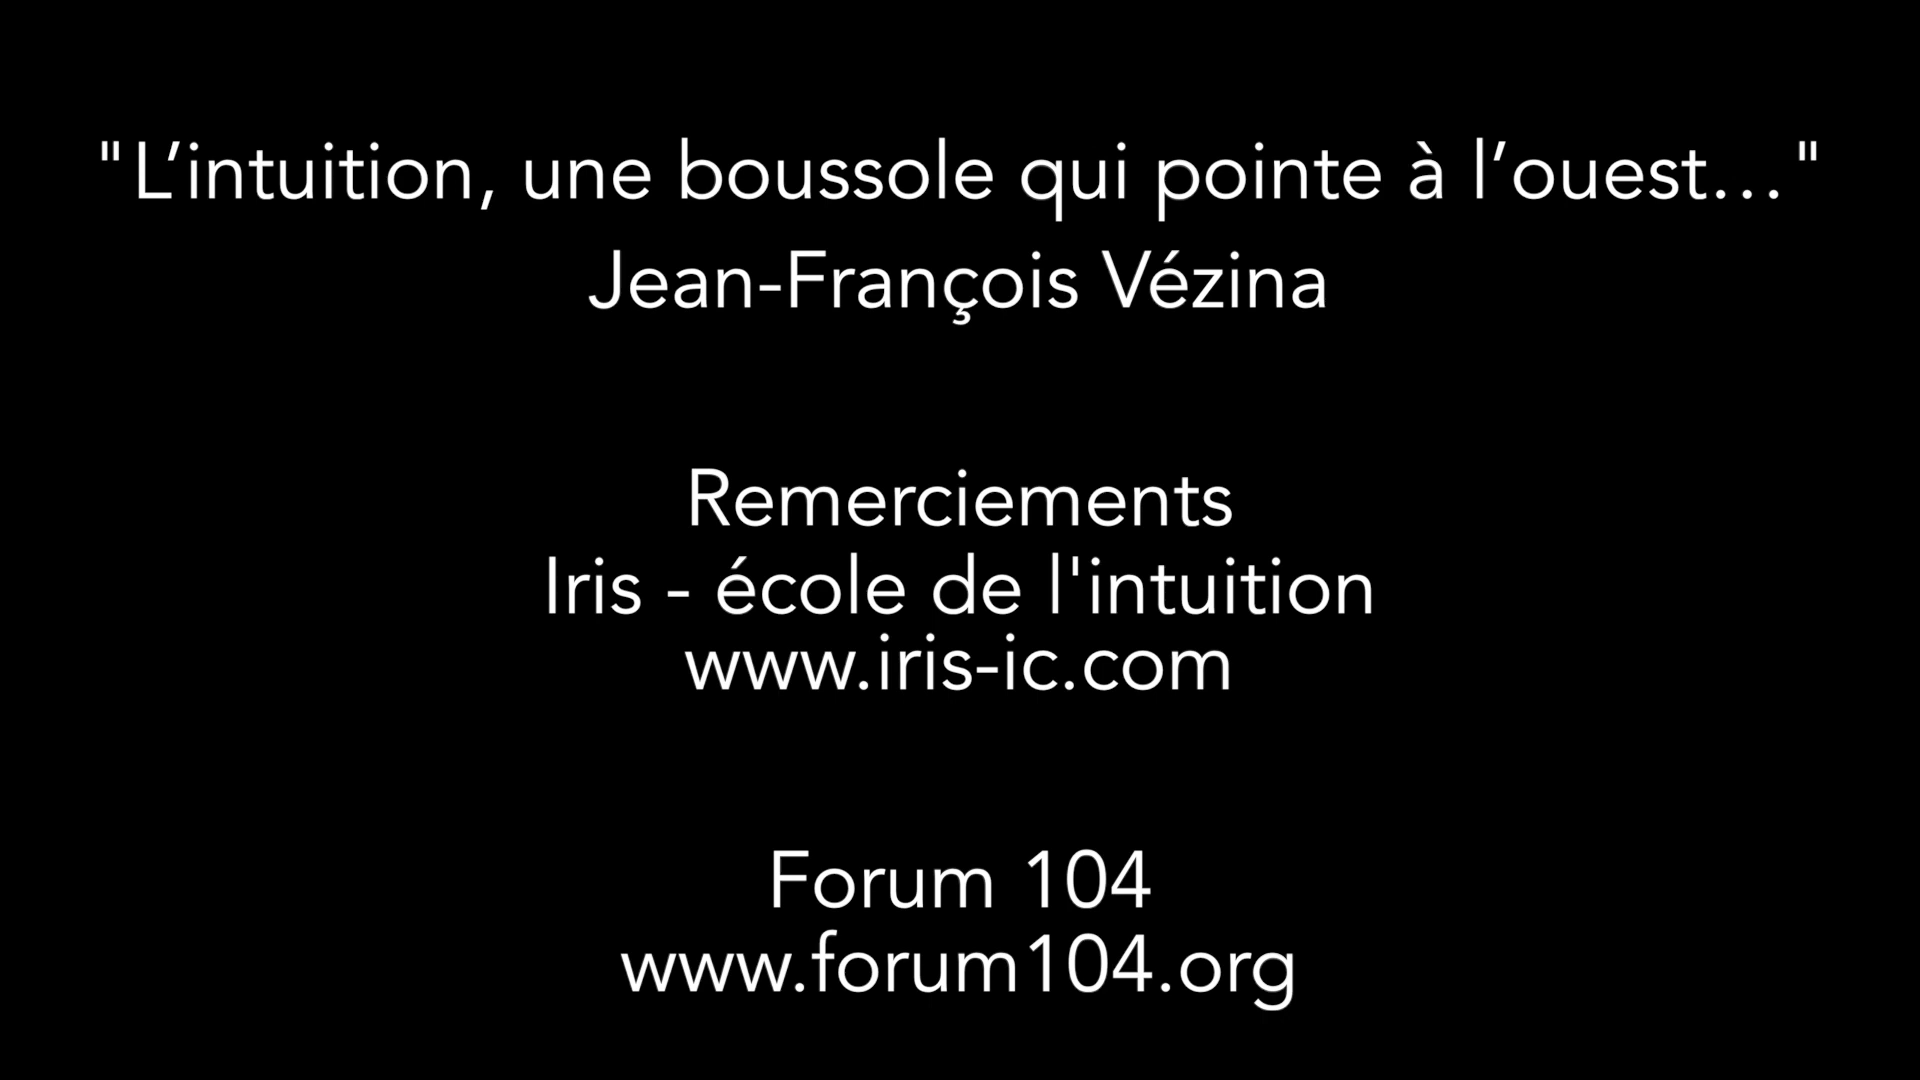 "L’intuition, une boussole qui pointe à l’ouest…"
Jean-François Vézina
Remerciements
Iris - école de l'intuition
www.iris-ic.com
Forum 104
www.forum104.org